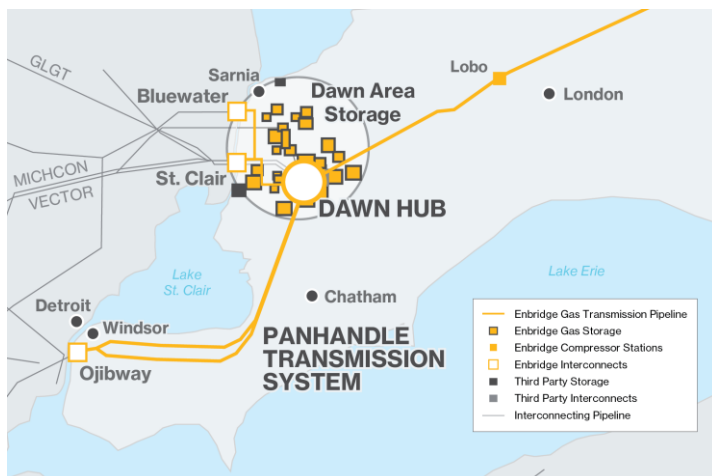 GLGT
Sarnia
Bluewater
Dawn Area
Storage
Lobo
London
MICHCON
VECTOR
St. Clair
DAWN HUB
Lake
St. Clair
Lake Erie
Detroit
Windsor
Chatham
Ojibway
PANHANDLE
TRANSMISSION
SYSTEM
Enbridge Gas Transmission Pipeline
Enbridge Gas Storage
Enbridge Compressor Stations
Enbridge Interconnects
Third Party Storage
Third Party Interconnects
Interconnecting Pipeline